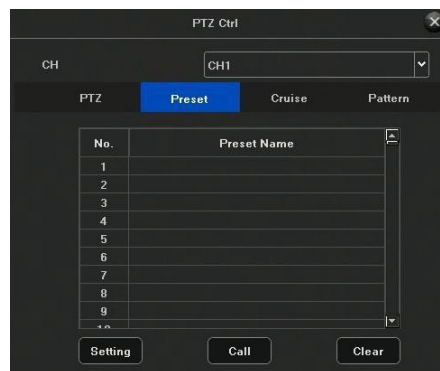 PTZ Ctrl
CH CH1
PTZ Preset Cruise Pattern
No. Preset Name
1
2
3
4
5
6
7
8
9
10
Setting Call Clear